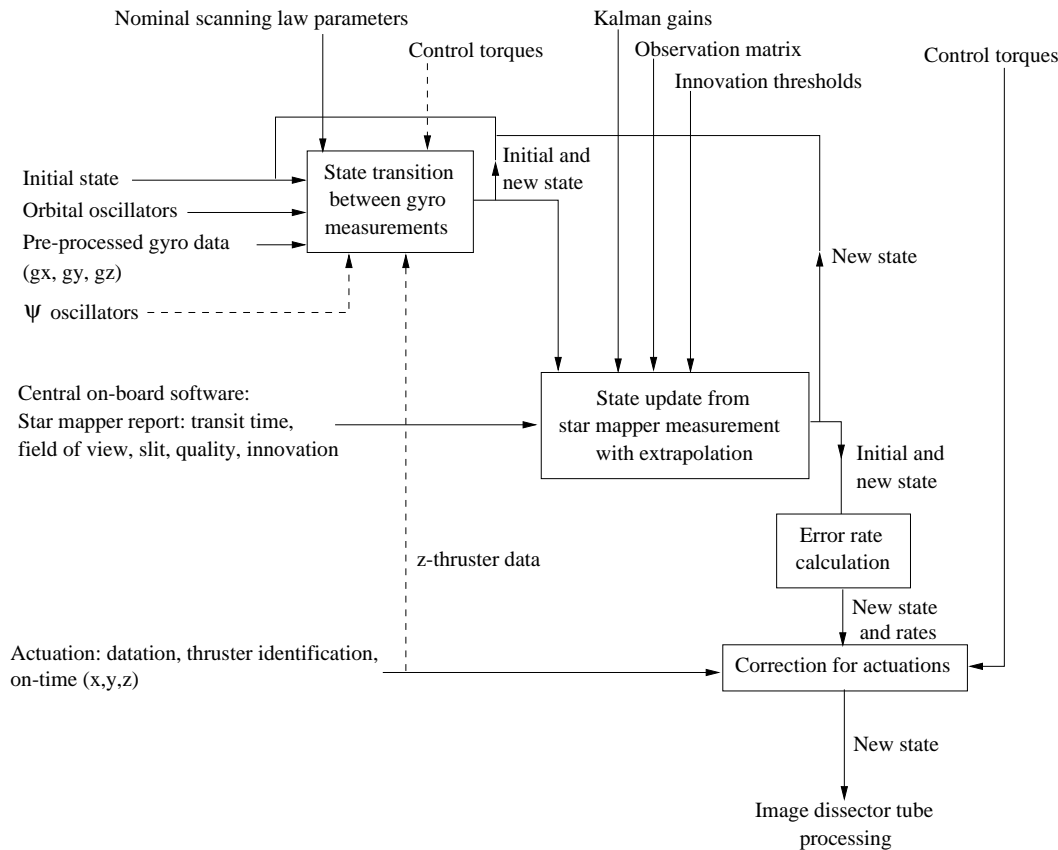 Nominal scanning law parameters
Kalman gains
Control torques
Observation matrix
Control torques
Innovation thresholds
Initial state
Orbital oscillators
Pre-processed gyro data
(gx, gy, gz)
Ψ oscillators
State transition
between gyro
measurements
Initial and
new state
New state
Central on-board software:
Star mapper report: transit time,
field of view, slit, quality, innovation
State update from
star mapper measurement
with extrapolation
Initial and
new state
Error rate
calculation
z-thruster data
New state
and rates
Actuation: datation, thruster identification,
on-time (x,y,z)
Correction for actuations
New state
Image dissector tube
processing